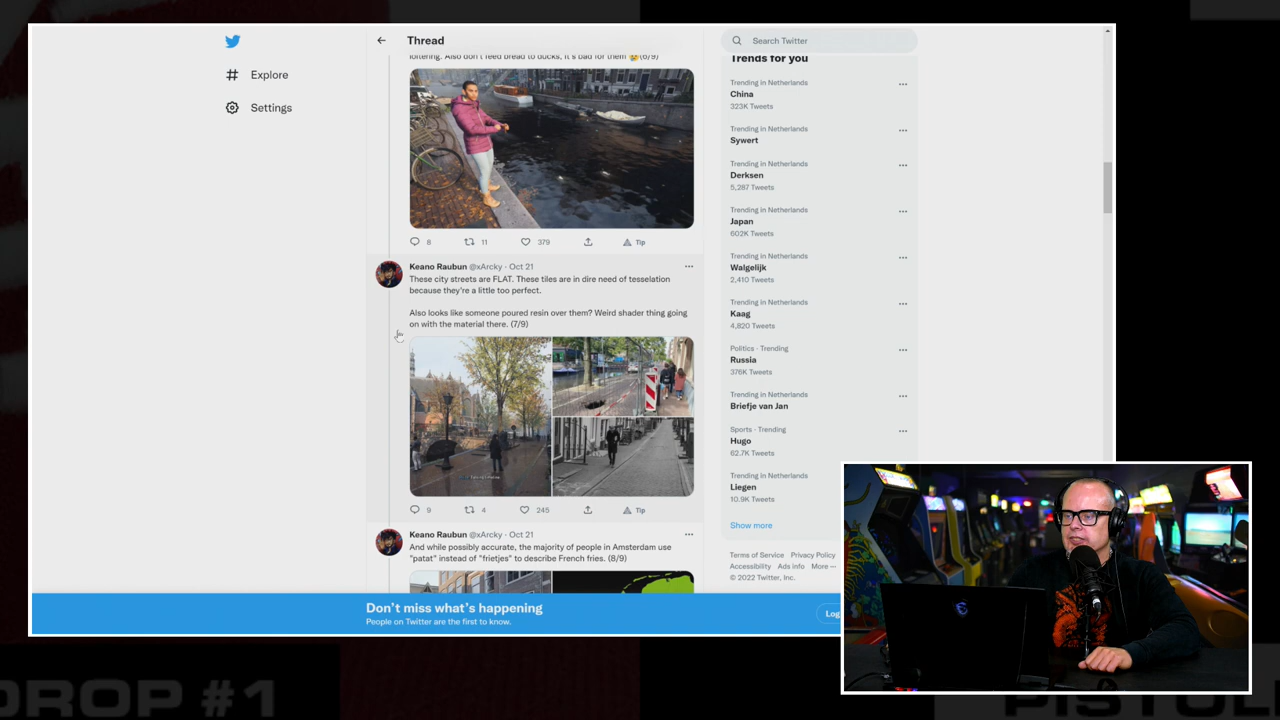 Thread
Search Twitter
Explore
Settings
loitering. Also don't feed bread to ducks, it's bad for them 😢(6/9)
8 11 379 Tip
Keano Raubun @xArcky · Oct 21
These city streets are FLAT. These tiles are in dire need of tesselation
because they're a little too perfect.
Also looks like someone poured resin over them? Weird shader thing going
on with the material there. (7/9)
9 4 245 Tip
Keano Raubun @xArcky · Oct 21
And while possibly accurate, the majority of people in Amsterdam use
"patat" instead of "frietjes" to describe French fries. (8/9)
Trends for you
Trending in Netherlands
China
323K Tweets
Trending in Netherlands
Sywert
Trending in Netherlands
Derksen
5,287 Tweets
Trending in Netherlands
Japan
602K Tweets
Trending in Netherlands
Walgelijk
2,410 Tweets
Trending in Netherlands
Kaag
4,820 Tweets
Politics · Trending
Russia
376K Tweets
Trending in Netherlands
Briefje van Jan
Sports · Trending
Hugo
62.7K Tweets
Trending in Netherlands
Liegen
10.9K Tweets
Show more
Terms of Service Privacy Policy
Accessibility Ads info More ···
© 2022 Twitter, Inc.
Don't miss what's happening
People on Twitter are the first to know.
Log
DROP #1
PISTOL